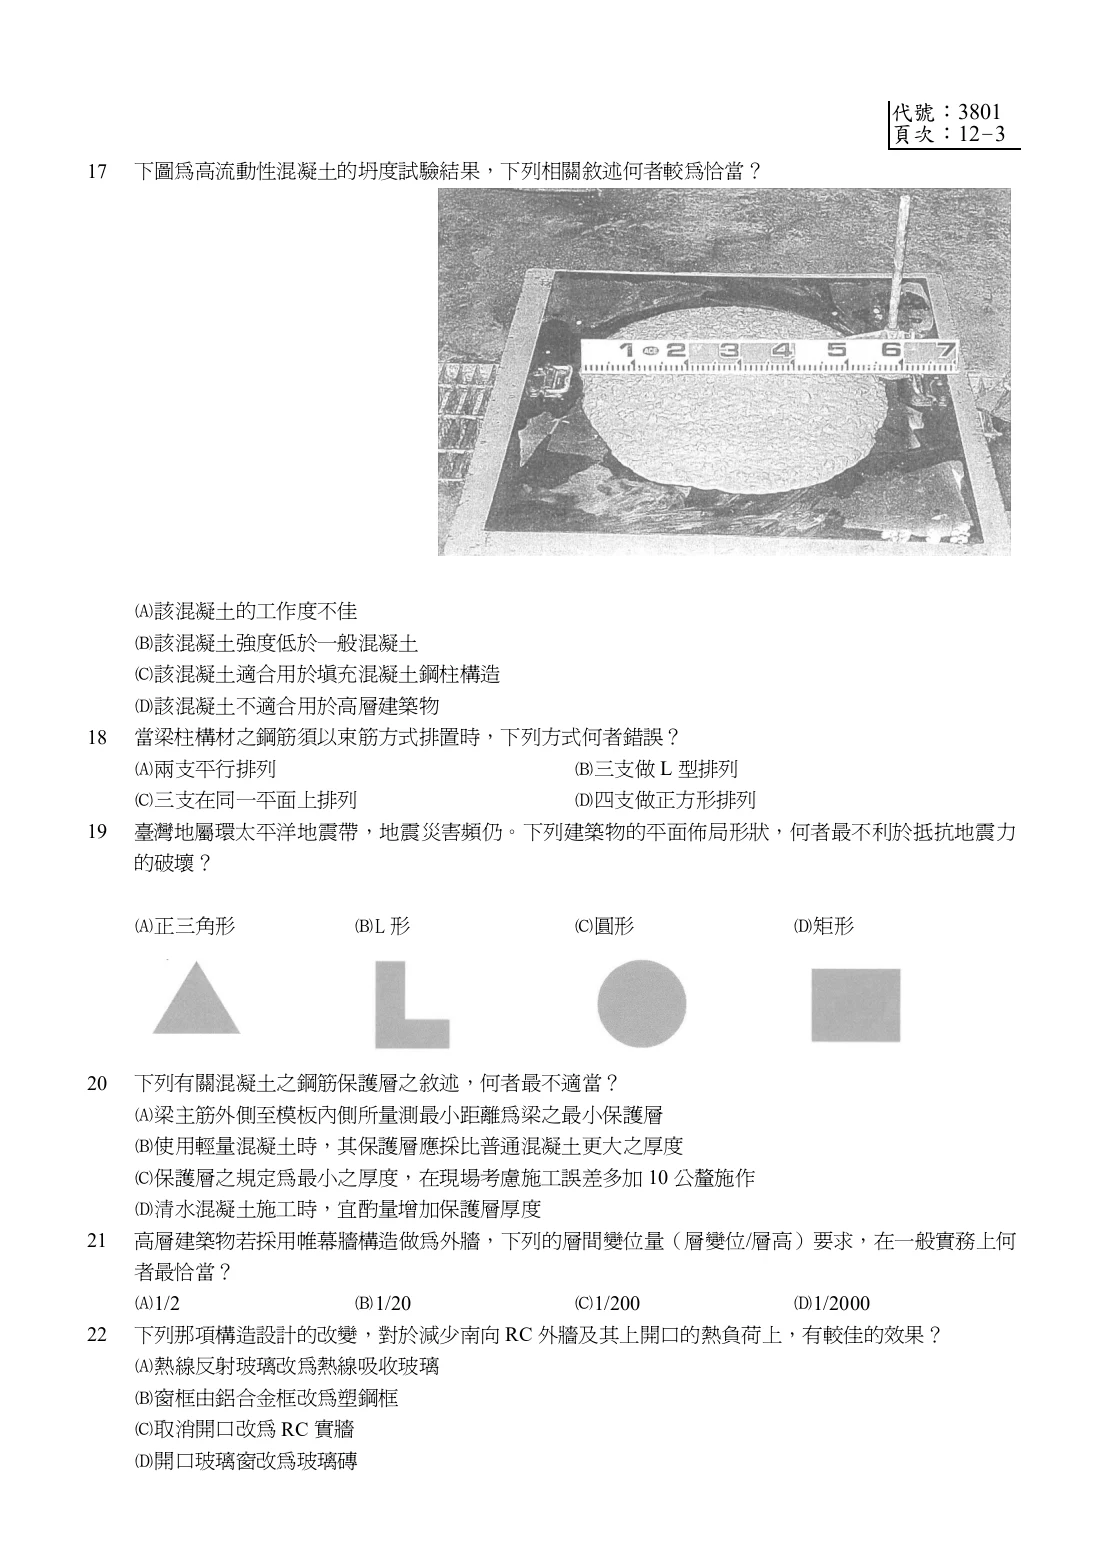 代號：3801
頁次：12－3
17 下圖為高流動性混凝土的坍度試驗結果，下列相關敘述何者較為恰當？
1 ACE 2 3 4 5 6 7
(A)該混凝土的工作度不佳
(B)該混凝土強度低於一般混凝土
(C)該混凝土適合用於填充混凝土鋼柱構造
(D)該混凝土不適合用於高層建築物
18 當梁柱構材之鋼筋須以束筋方式排置時，下列方式何者錯誤？
(A)兩支平行排列 (B)三支做 L 型排列
(C)三支在同一平面上排列 (D)四支做正方形排列
19 臺灣地屬環太平洋地震帶，地震災害頻仍。下列建築物的平面佈局形狀，何者最不利於抵抗地震力
的破壞？
(A)正三角形 (B)L 形 (C)圓形 (D)矩形
20 下列有關混凝土之鋼筋保護層之敘述，何者最不適當？
(A)梁主筋外側至模板內側所量測最小距離為梁之最小保護層
(B)使用輕量混凝土時，其保護層應採比普通混凝土更大之厚度
(C)保護層之規定為最小之厚度，在現場考慮施工誤差多加 10 公釐施作
(D)清水混凝土施工時，宜酌量增加保護層厚度
21 高層建築物若採用帷幕牆構造做為外牆，下列的層間變位量（層變位/層高）要求，在一般實務上何
者最恰當？
(A)1/2 (B)1/20 (C)1/200 (D)1/2000
22 下列那項構造設計的改變，對於減少南向 RC 外牆及其上開口的熱負荷上，有較佳的效果？
(A)熱線反射玻璃改為熱線吸收玻璃
(B)窗框由鋁合金框改為塑鋼框
(C)取消開口改為 RC 實牆
(D)開口玻璃窗改為玻璃磚